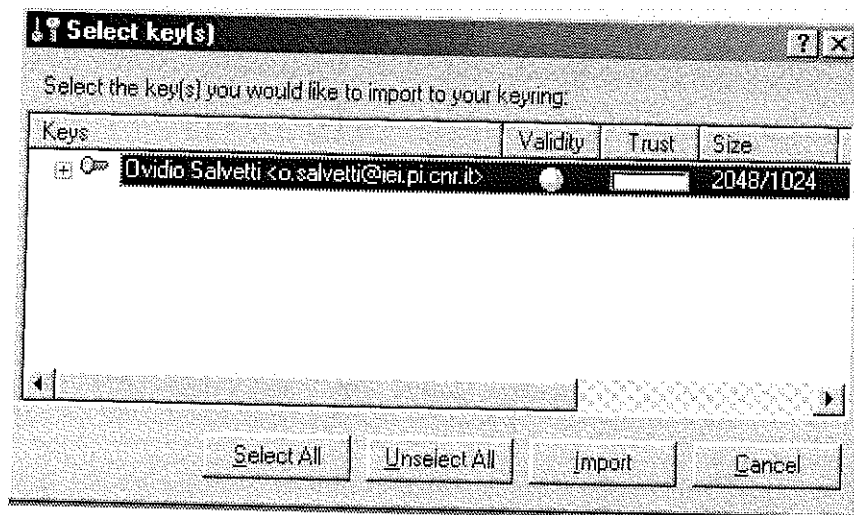 Select key(s)
Select the key(s) you would like to import to your keyring:
Keys Validity Trust Size
Ovidio Salvetti <o.salvetti@iei.pi.cnr.it> 2048/1024
Select All Unselect All Import Cancel